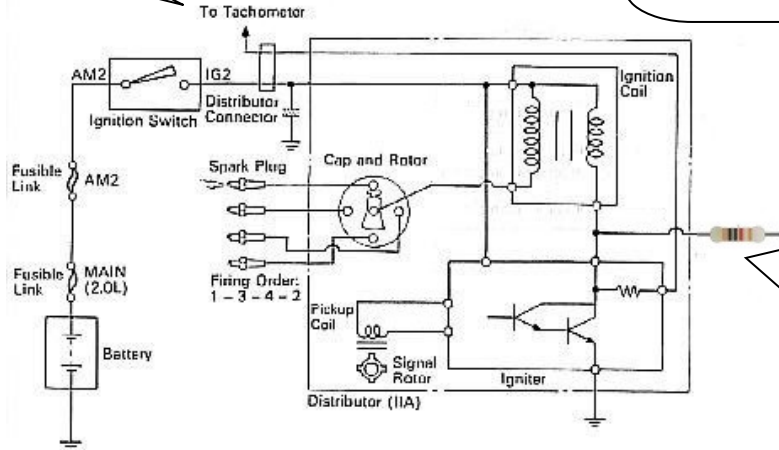 To Tachometer
AM2
IG2
Ignition Switch
Distributor
Connector
Ignition
Coil
Fusible
Link
AM2
Spark Plug
Cap and Rotor
Fusible
Link
MAIN
(2.0L)
Firing Order:
1 - 3 - 4 - 2
Pickup
Coil
Battery
Signal
Rotor
Igniter
Distributor (IIA)